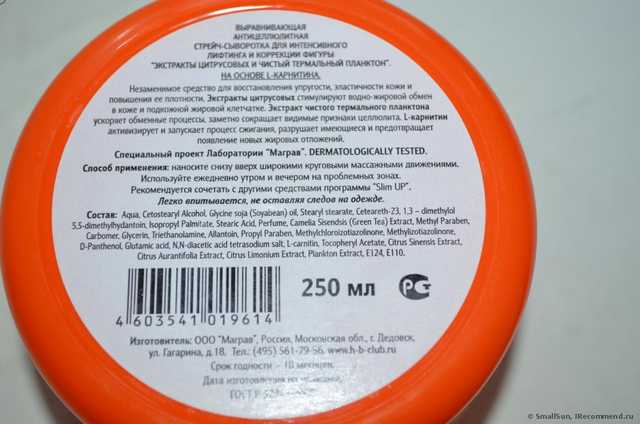 ВЫРАВНИВАЮЩАЯ
АНТИЦЕЛЛЮЛИТНАЯ
СТРЕЙЧ-СЫВОРОТКА ДЛЯ ИНТЕНСИВНОГО
ЛИФТИНГА И КОРРЕКЦИИ ФИГУРЫ
"ЭКСТРАКТЫ ЦИТРУСОВЫХ И ЧИСТЫЙ ТЕРМАЛЬНЫЙ ПЛАНКТОН"
НА ОСНОВЕ L-КАРНИТИНА.
Незаменимое средство для восстановления упругости, эластичности кожи и
повышения ее плотности. Экстракты цитрусовых стимулируют водно-жировой обмен
в коже и подкожной жировой клетчатке. Экстракт чистого термального планктона
ускоряет обменные процессы, заметно сокращает видимые признаки целлюлита. L-карнитин
активизирует и запускает процесс сжигания, разрушает имеющиеся и предотвращает
появление новых жировых отложений.
Специальный проект Лаборатории "Маграв". DERMATOLOGICALLY TESTED.
Способ применения: наносите снизу вверх широкими круговыми массажными движениями.
Используйте ежедневно утром и вечером на проблемных зонах.
Рекомендуется сочетать с другими средствами программы "Slim UP".
Легко впитывается, не оставляя следов на одежде.
Состав: Aqua, Cetostearyl Alcohol, Glycine soja (Soyabean) oil, Stearyl stearate, Ceteareth-23, 1,3 – dimethylol
5,5-dimethylhydantoin, Isopropyl Palmitate, Stearic Acid, Perfume, Camelia Sisendsis (Green Tea) Extract, Methyl Paraben,
Carbomer, Glycerin, Triethanolamine, Allantoin, Propyl Paraben, Methylchloroizotiazolinone, Methylizotiazolinone,
D-Panthenol, Glutamic acid, N,N-diacetic acid tetrasodium salt, L-carnitin, Tocopheryl Acetate, Citrus Sinensis Extract,
Citrus Aurantifolia Extract, Citrus Limonium Extract, Plankton Extract, E124, E110.
250 мл
РСТ
4 603541 019614
Изготовитель: ООО "Маграв", Россия, Московская обл., г. Дедовск,
ул. Гагарина, д.18. Тел.: (495) 561-79-56. www.h-b-club.ru
Срок годности – 18 месяцев.
Дата изготовления
ГОСТ Р
© SmallSun, IRecommend.ru